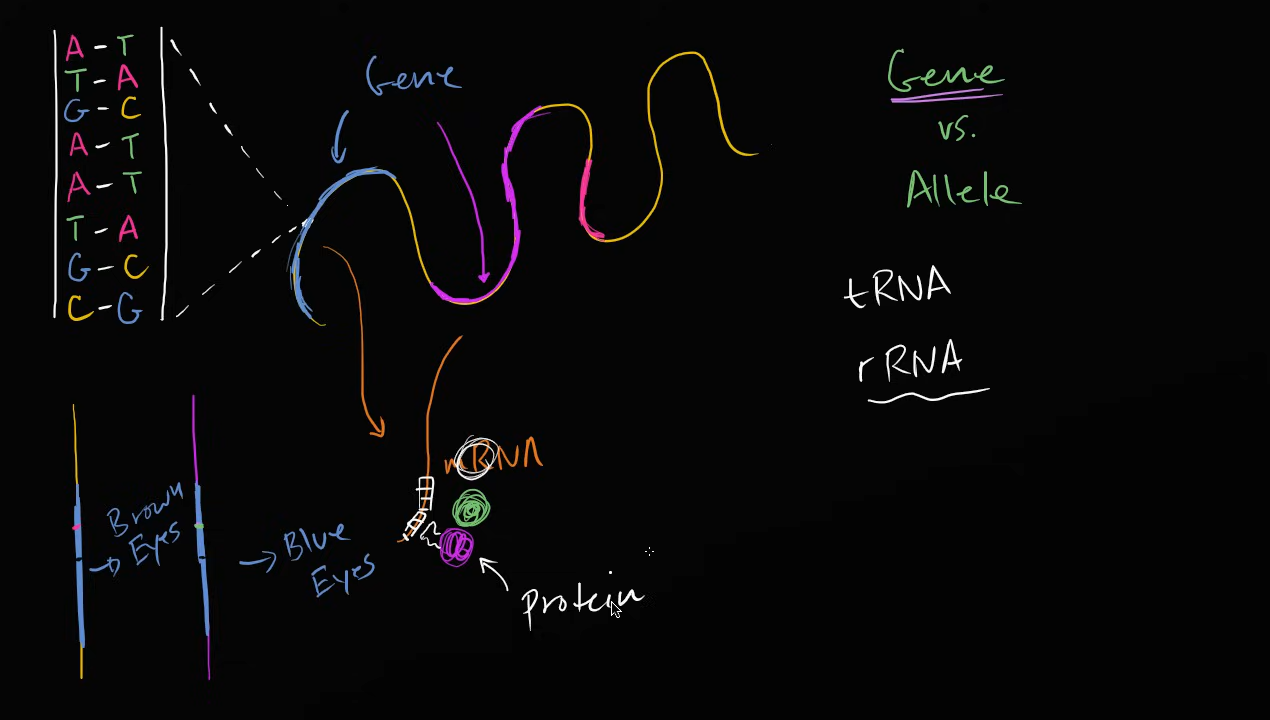 A - T
T - A
G - C
A - T
A - T
T - A
G - C
C - G
Gene
Gene
vs.
Allele
tRNA
rRNA
mRNA
Brown
Eyes
Blue
Eyes
Protein